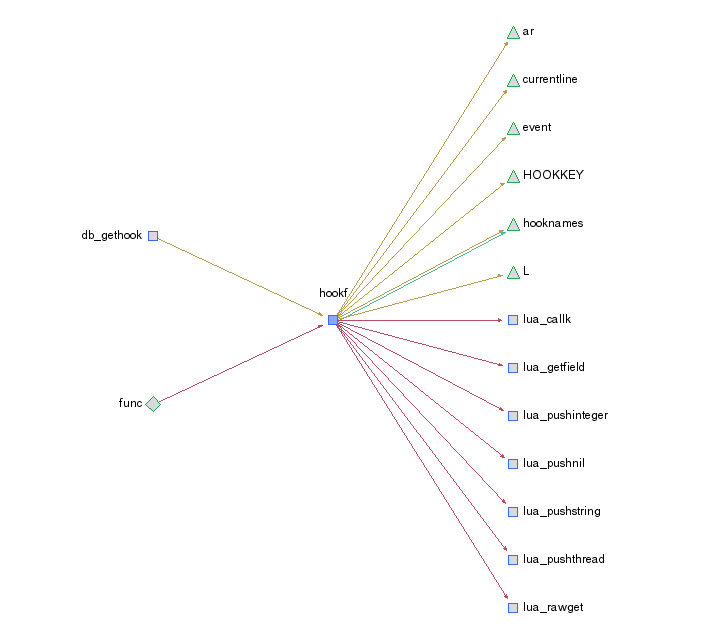 ar
currentline
event
HOOKKEY
db_gethook
hooknames
L
hookf
lua_callk
lua_getfield
func
lua_pushinteger
lua_pushnil
lua_pushstring
lua_pushthread
lua_rawget